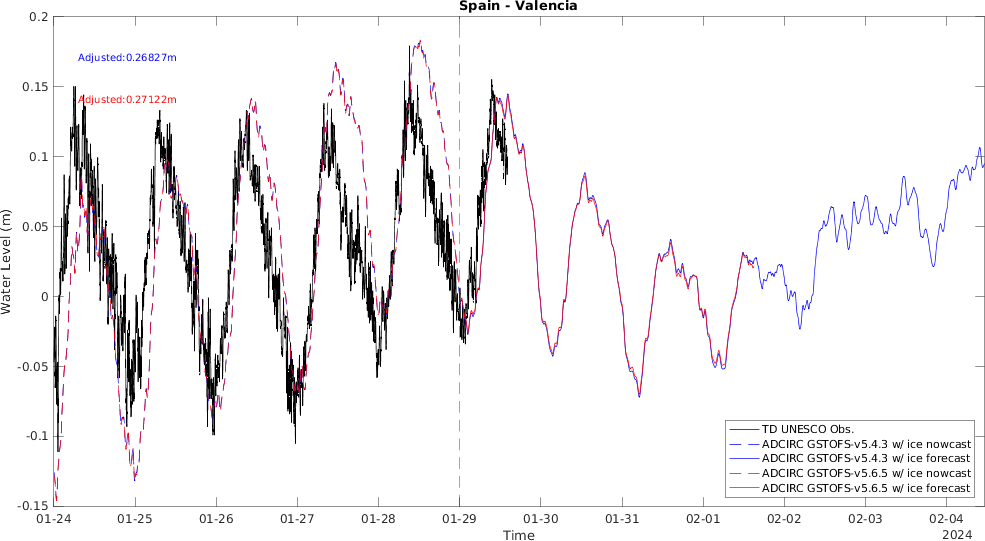 Spain - Valencia
0.2
Adjusted:0.26827m
0.15
Adjusted:0.27122m
0.1
0.05
0
-0.05
-0.1
-0.15
Water Level (m)
TD UNESCO Obs.
ADCIRC GSTOFS-v5.4.3 w/ ice nowcast
ADCIRC GSTOFS-v5.4.3 w/ ice forecast
ADCIRC GSTOFS-v5.6.5 w/ ice nowcast
ADCIRC GSTOFS-v5.6.5 w/ ice forecast
01-24 01-25 01-26 01-27 01-28 01-29 01-30 01-31 02-01 02-02 02-03 02-04
Time
2024